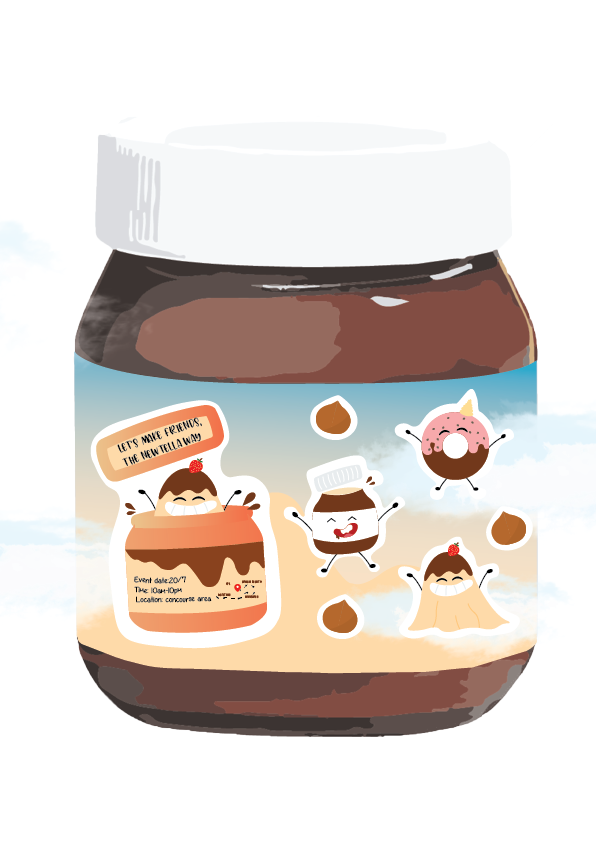 LET'S MAKE FRIENDS,
THE NEWTELLA WAY
Event date:20/7
Time: 10am-10pm
Location: concourse area